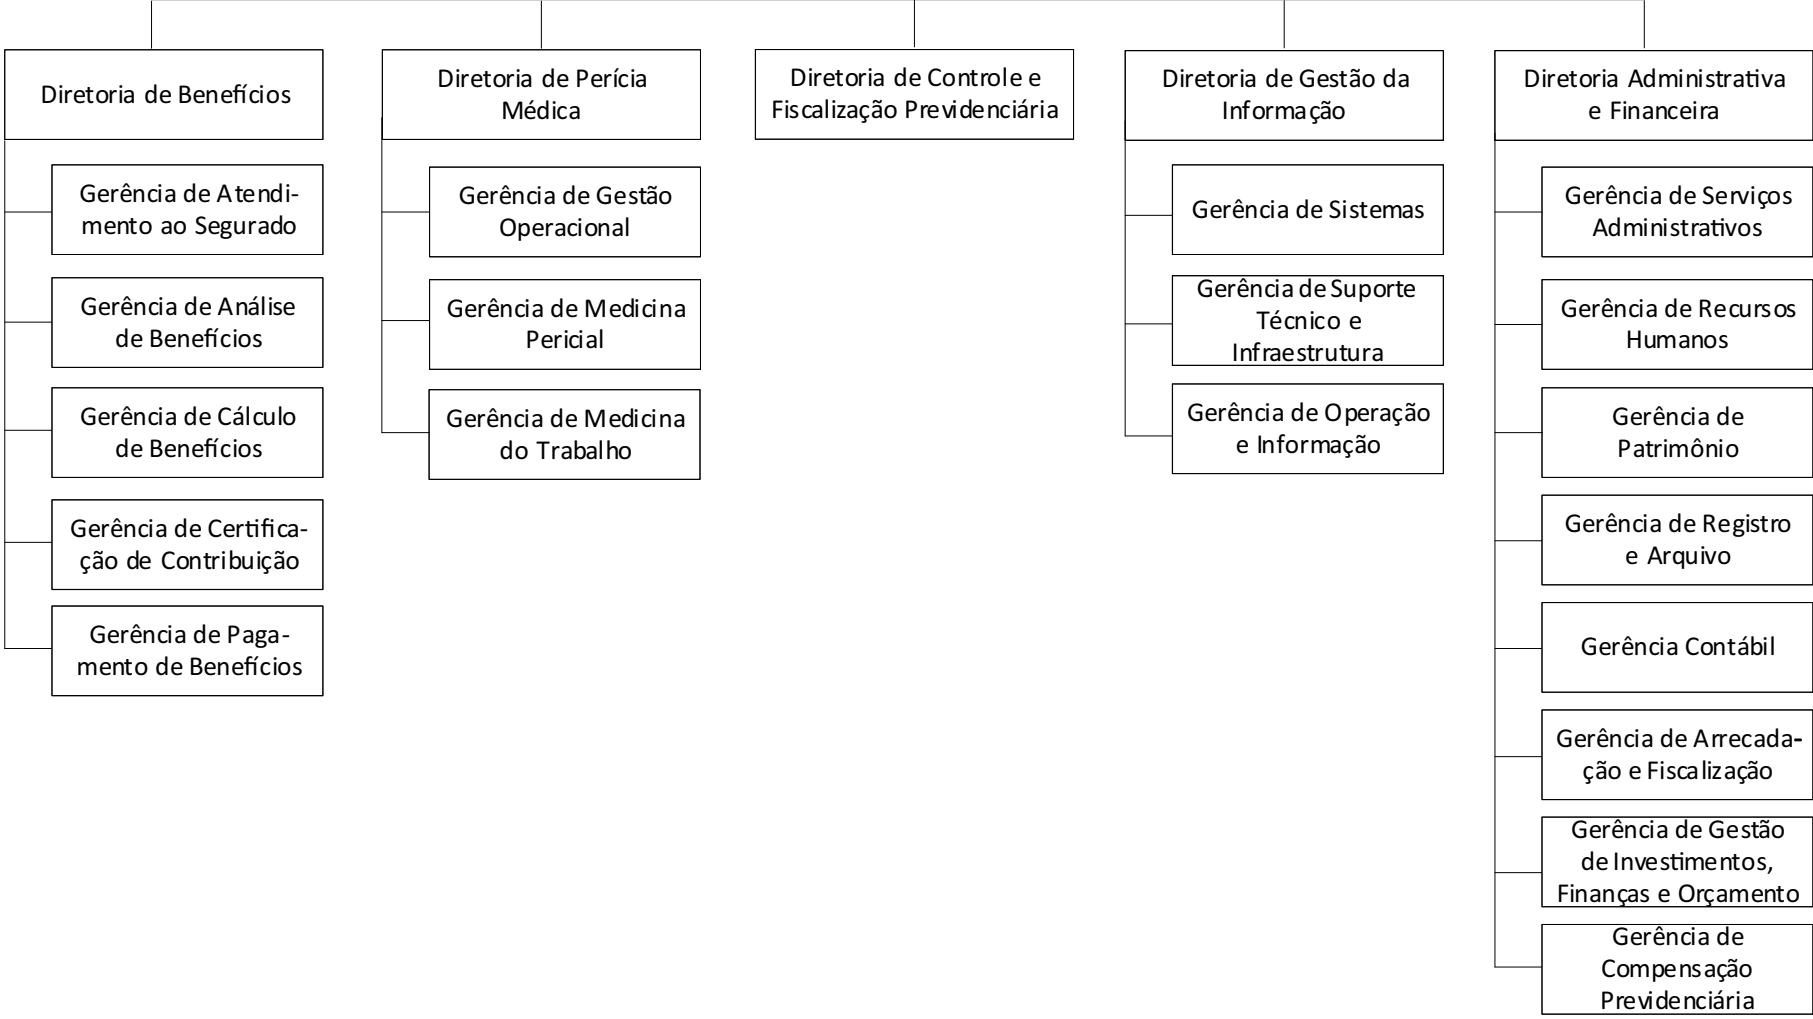 Diretoria de Benefícios
Gerência de Atendi-
mento ao Segurado
Gerência de Análise
de Benefícios
Gerência de Cálculo
de Benefícios
Gerência de Certifica-
ção de Contribuição
Gerência de Paga-
mento de Benefícios
Diretoria de Perícia
Médica
Gerência de Gestão
Operacional
Gerência de Medicina
Pericial
Gerência de Medicina
do Trabalho
Diretoria de Controle e
Fiscalização Previdenciária
Diretoria de Gestão da
Informação
Gerência de Sistemas
Gerência de Suporte
Técnico e
Infraestrutura
Gerência de Operação
e Informação
Diretoria Administrativa
e Financeira
Gerência de Serviços
Administrativos
Gerência de Recursos
Humanos
Gerência de
Patrimônio
Gerência de Registro
e Arquivo
Gerência Contábil
Gerência de Arrecada-
ção e Fiscalização
Gerência de Gestão
de Investimentos,
Finanças e Orçamento
Gerência de
Compensação
Previdenciária